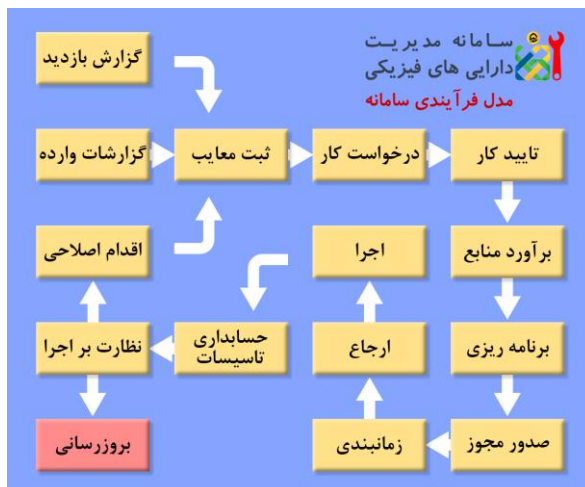 سامانه مدیریت
دارایی های فیزیکی
مدل فرآیندی سامانه
گزارش بازدید
تایید کار
درخواست کار
ثبت معایب
گزارشات وارده
برآورد منابع
اجرا
اقدام اصلاحی
برنامه ریزی
ارجاع
حسابداری
تاسیسات
نظارت بر اجرا
صدور مجوز
زمانبندی
بروزرسانی